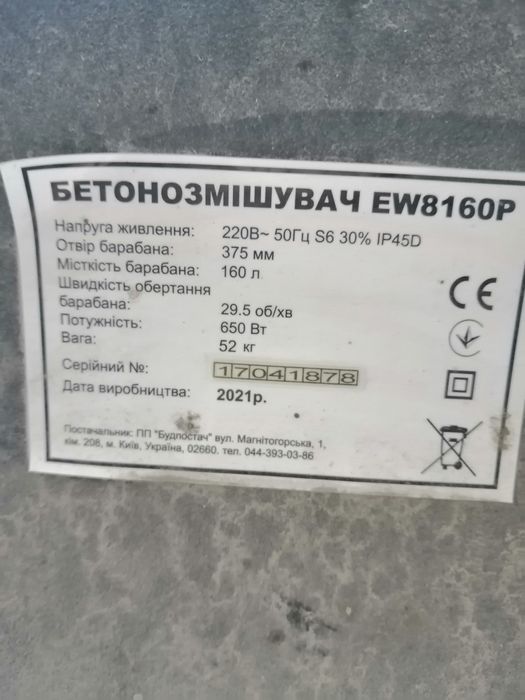 БЕТОНОЗМІШУВАЧ EW8160P
Напруга живлення: 220В~ 50Гц S6 30% IP45D
Отвір барабана: 375 мм
Місткість барабана: 160 л
Швидкість обертання
барабана: 29.5 об/хв
Потужність: 650 Вт
Вага: 52 кг
Серійний №: 17041878
Дата виробництва: 2021р.
CE
Постачальник: ПП "Будпостач" вул. Магнітогорська, 1,
кім. 208, м. Київ, Україна, 02660. тел. 044-393-03-86